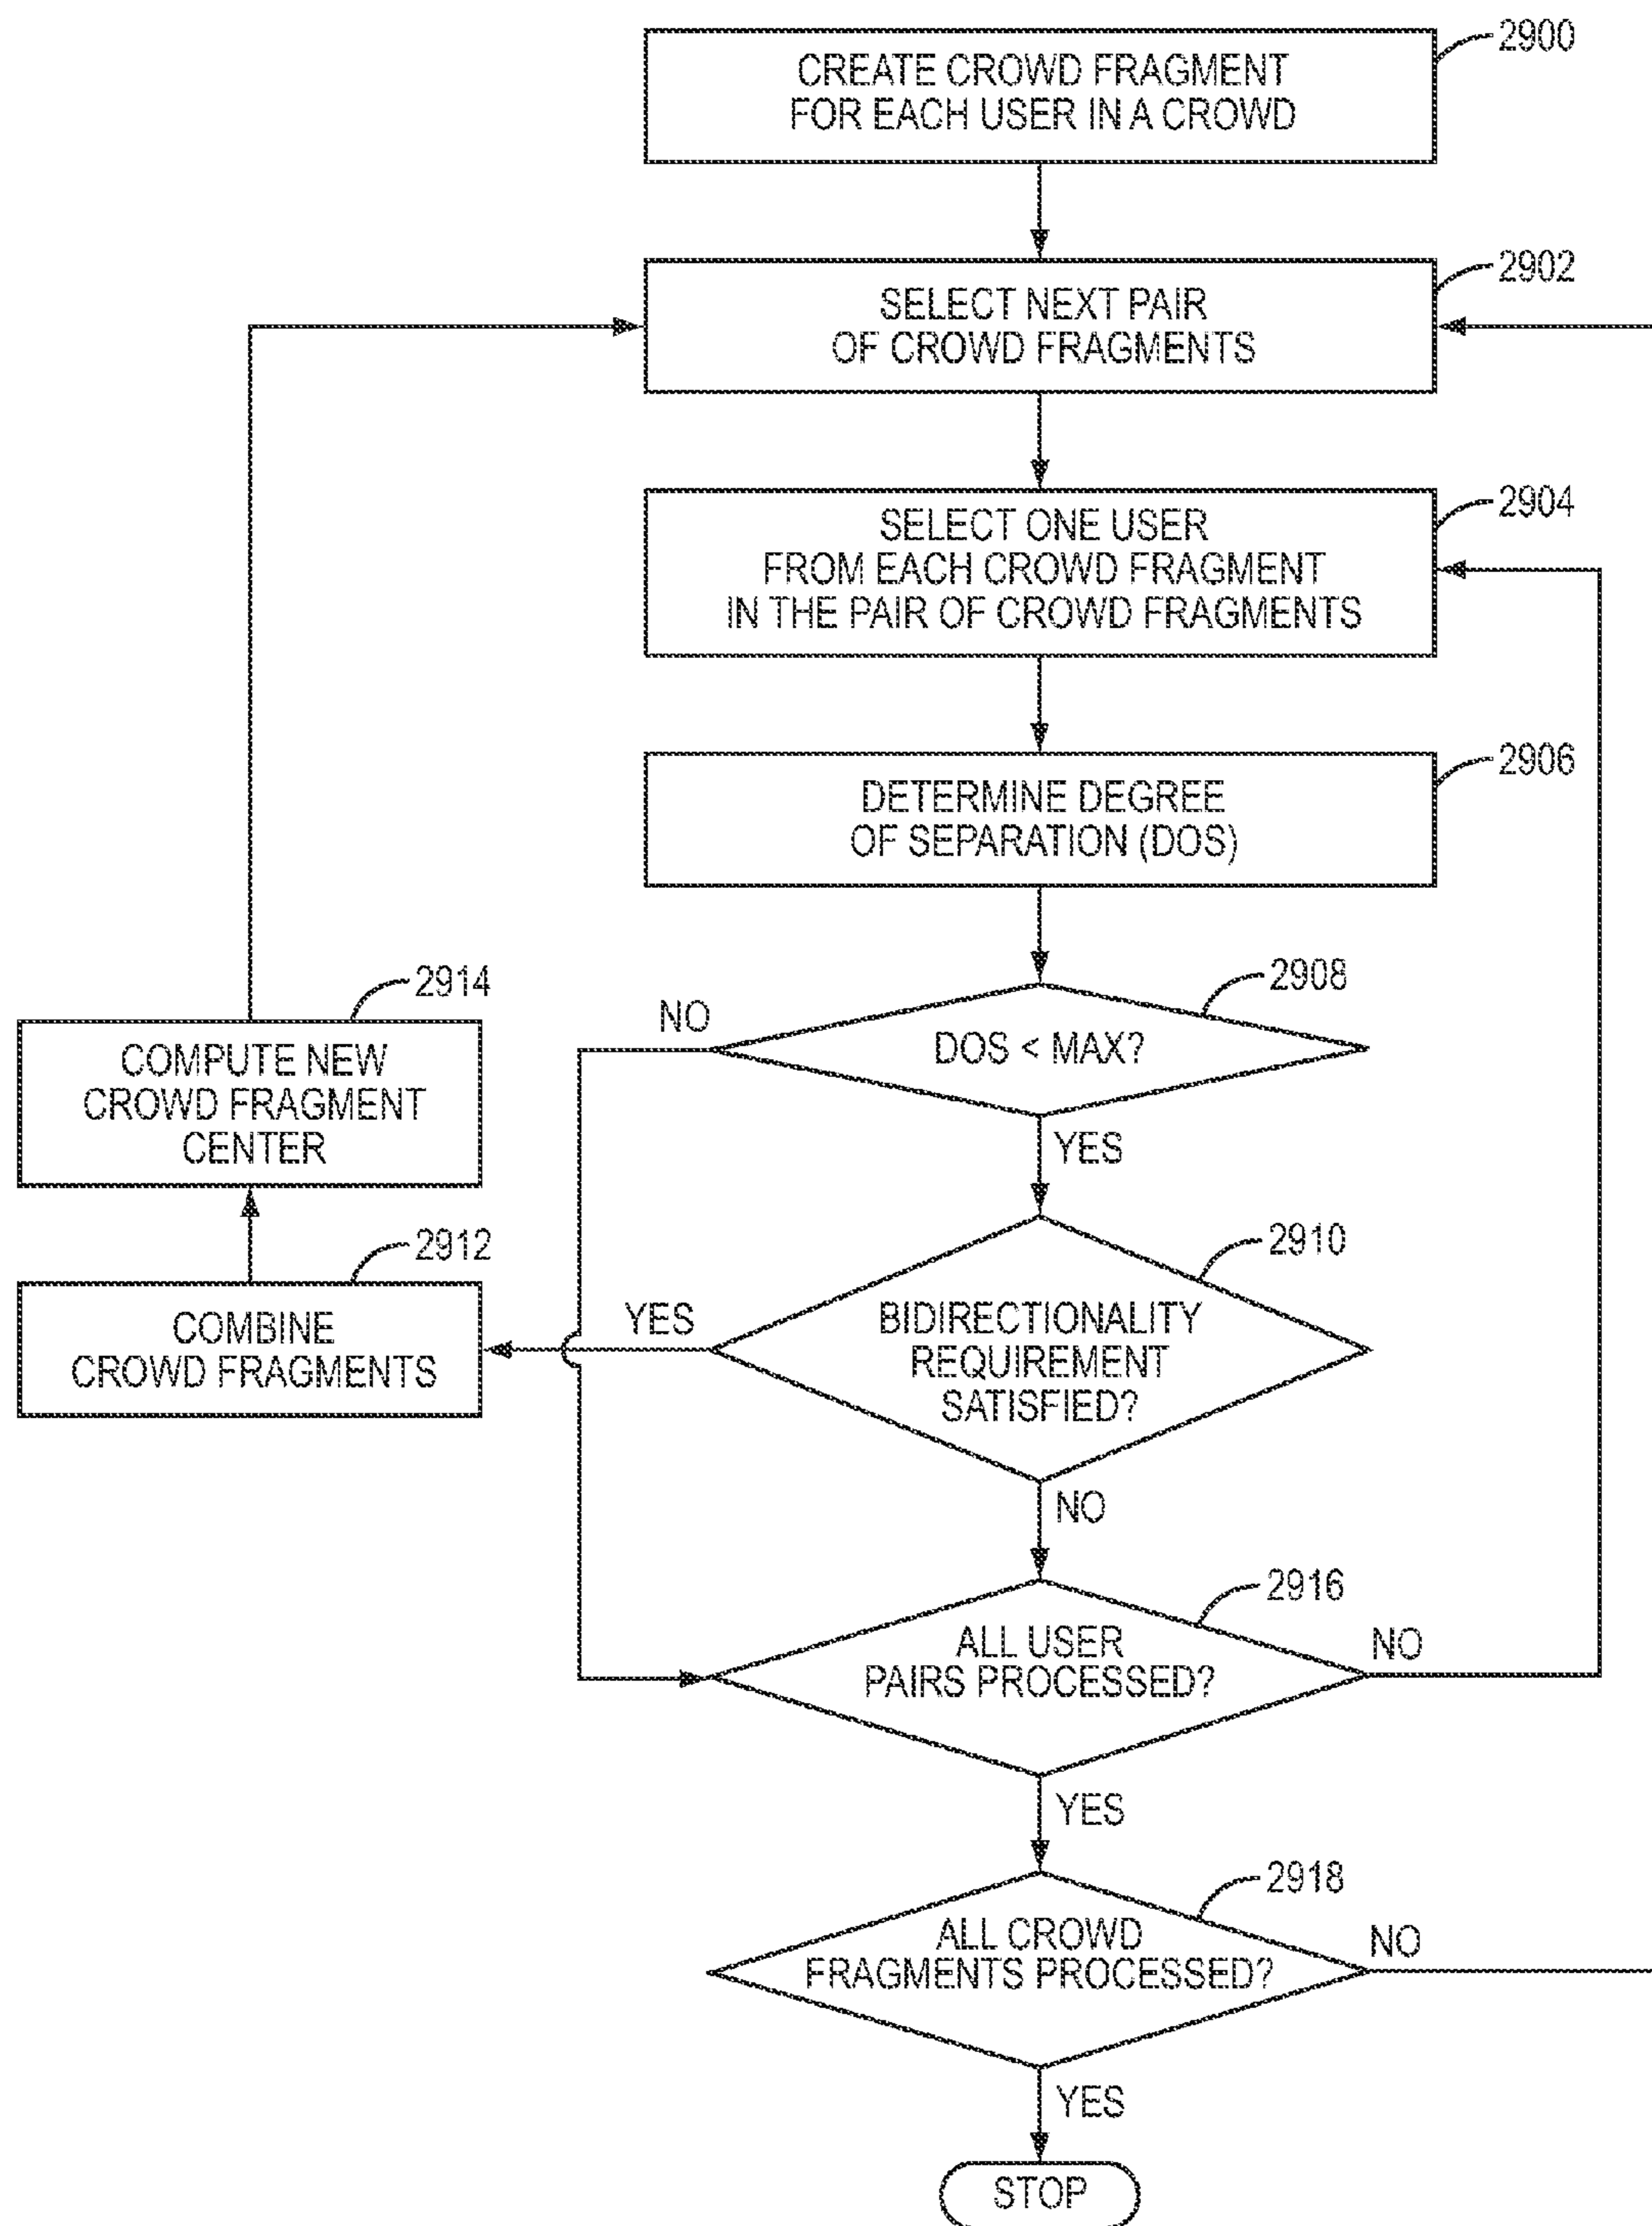 2900
CREATE CROWD FRAGMENT
FOR EACH USER IN A CROWD
2902
SELECT NEXT PAIR
OF CROWD FRAGMENTS
2904
SELECT ONE USER
FROM EACH CROWD FRAGMENT
IN THE PAIR OF CROWD FRAGMENTS
2906
DETERMINE DEGREE
OF SEPARATION (DOS)
2908
NO
DOS < MAX?
YES
2914
COMPUTE NEW
CROWD FRAGMENT
CENTER
2912
COMBINE
CROWD FRAGMENTS
YES
2910
BIDIRECTIONALITY
REQUIREMENT
SATISFIED?
NO
2916
ALL USER
PAIRS PROCESSED?
NO
YES
2918
ALL CROWD
FRAGMENTS PROCESSED?
NO
YES
STOP